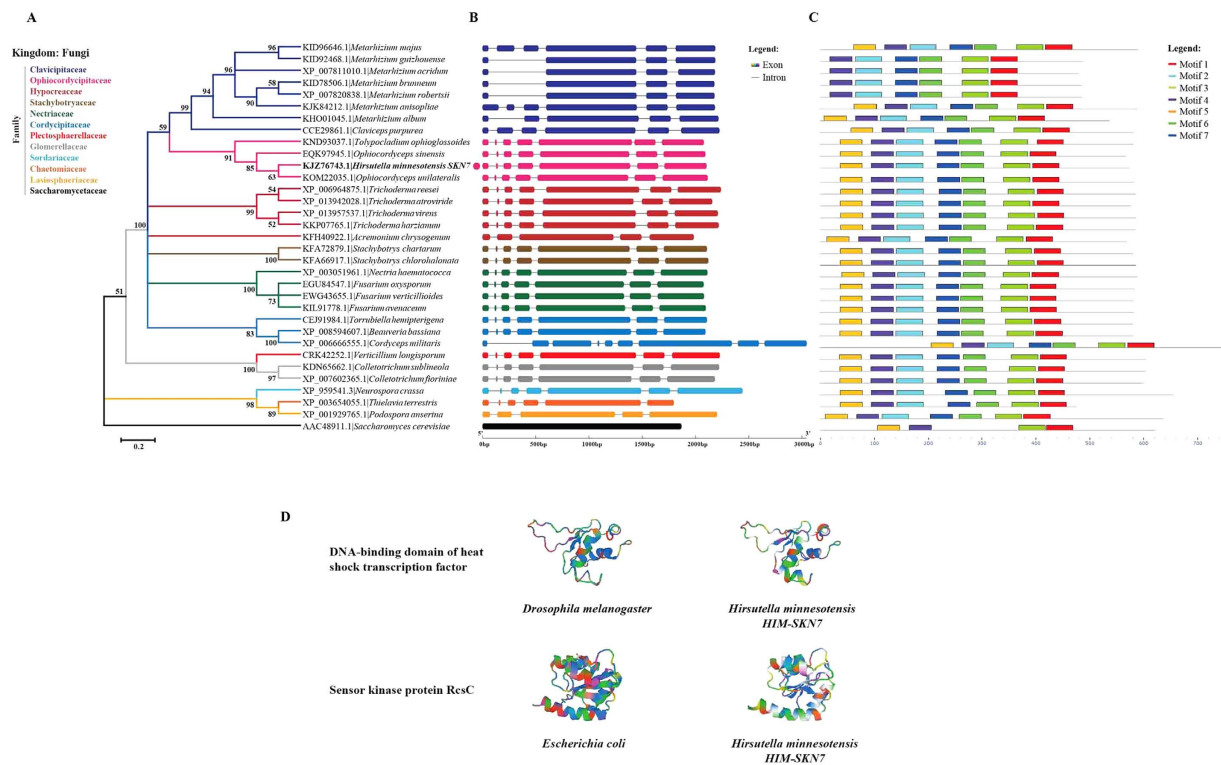 A
B
C
Kingdom: Fungi
Family
Clavicipitaceae
Ophiocordycipitaceae
Hypocreaceae
Stachybotryaceae
Nectriaceae
Cordycipitaceae
Plectosphaerellaceae
Glomerellaceae
Sordariaceae
Chaetomiaceae
Lasiosphaeriaceae
Saccharomycetaceae
96
96
58
94
90
99
59
91
85
63
54
99
52
100
100
100
73
51
83
100
100
97
98
89
0.2
KID96646.1|Metarhizium majus
KID92468.1|Metarhizium guizhouense
XP_007811010.1|Metarhizium acridum
KID78506.1|Metarhizium brunneum
XP_007820838.1|Metarhizium robertsii
KJK84212.1|Metarhizium anisopliae
KHO01045.1|Metarhizium album
CCE29861.1|Claviceps purpurea
KND93037.1|Tolypocladium ophioglossoides
EQK97945.1|Ophiocordyceps sinensis
KJZ76743.1|Hirsutella minnesotensis SKN7
KOM22035.1|Ophiocordyceps unilateralis
XP_006964875.1|Trichoderma reesei
XP_013942028.1|Trichoderma atroviride
XP_013957537.1|Trichoderma virens
KKP07765.1|Trichoderma harzianum
KFH40922.1|Acremonium chrysogenum
KFA72879.1|Stachybotrys chartarum
KFA66917.1|Stachybotrys chlorohalonata
XP_003051961.1|Nectria haematococca
EGU84547.1|Fusarium oxysporum
EWG43655.1|Fusarium verticillioides
KIL91778.1|Fusarium avenaceum
CEJ91984.1|Torrubiella hemipterigena
XP_008594607.1|Beauveria bassiana
XP_006666555.1|Cordyceps militaris
CRK42252.1|Verticillium longisporum
KDN65662.1|Colletotrichum sublineola
XP_007602365.1|Colletotrichum fioriniae
XP_959541.3|Neurospora crassa
XP_003654055.1|Thielavia terrestris
XP_001929765.1|Podospora anserina
AAC48911.1|Saccharomyces cerevisiae
5'
3'
0bp 500bp 1000bp 1500bp 2000bp 2500bp 3000bp
Legend:
Exon
Intron
0 100 200 300 400 500 600 700
Legend:
Motif 1
Motif 2
Motif 3
Motif 4
Motif 5
Motif 6
Motif 7
D
DNA-binding domain of heat
shock transcription factor
Drosophila melanogaster
Hirsutella minnesotensis
HIM-SKN7
Sensor kinase protein RcsC
Escherichia coli
Hirsutella minnesotensis
HIM-SKN7